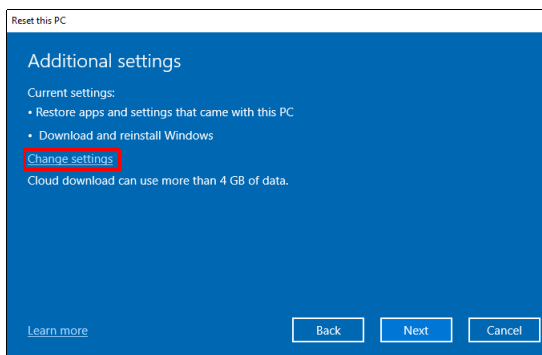 Reset this PC
Additional settings
Current settings:
• Restore apps and settings that came with this PC
• Download and reinstall Windows
Change settings
Cloud download can use more than 4 GB of data.
Learn more
Back
Next
Cancel